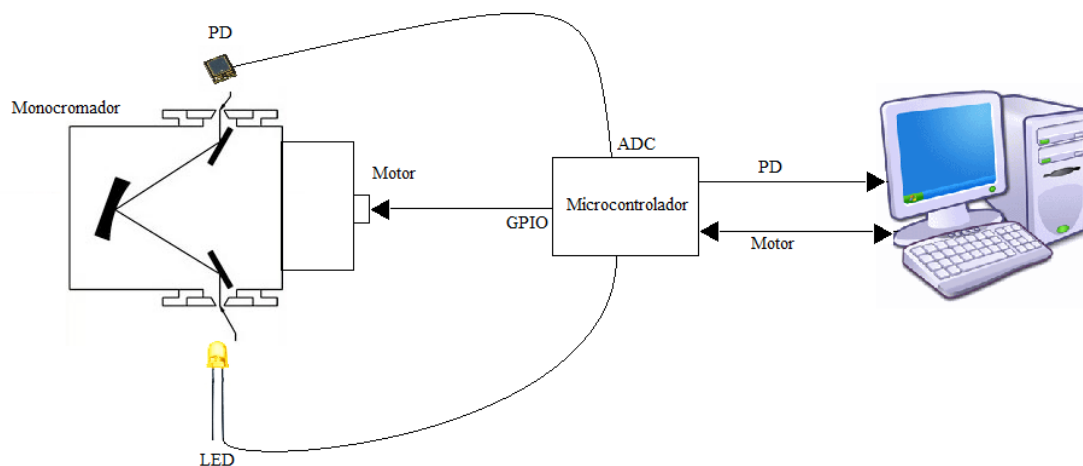 PD
Monocromador
ADC
Motor
PD
GPIO
Microcontrolador
Motor
LED